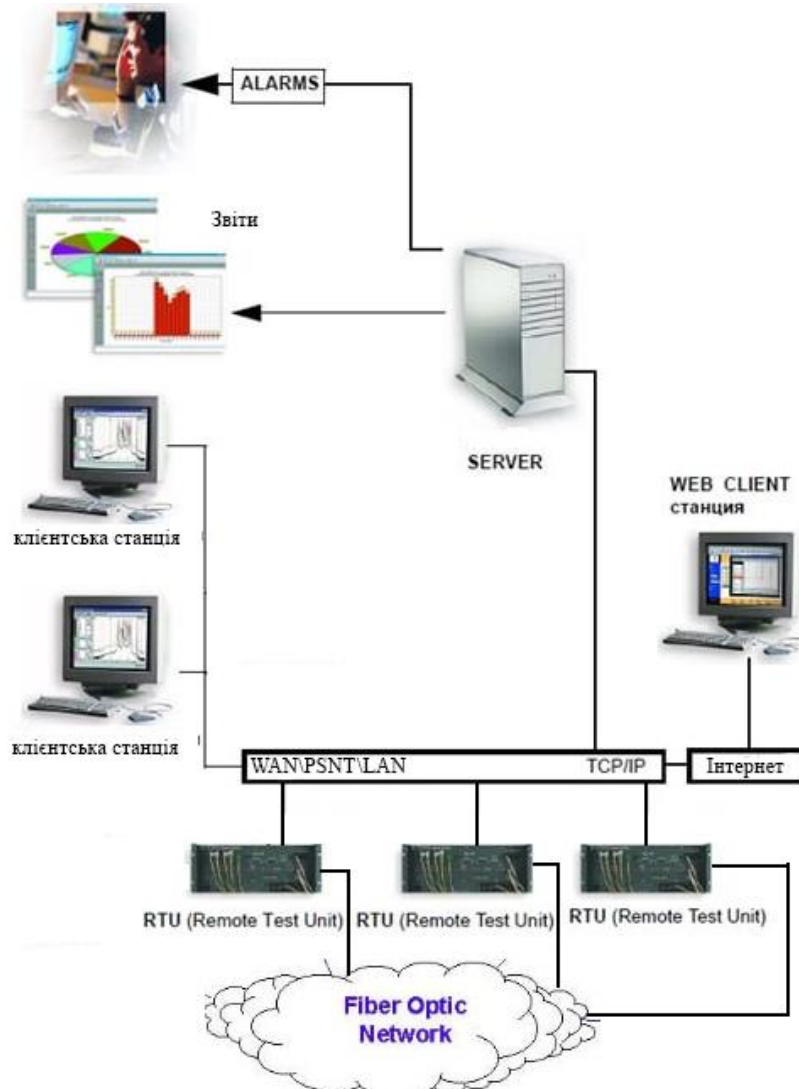 ALARMS
Звіти
SERVER
WEB CLIENT
станция
клієнтська станція
клієнтська станція
WAN\PSNT\LAN TCP/IP
Інтернет
RTU (Remote Test Unit)
RTU (Remote Test Unit)
RTU (Remote Test Unit)
Fiber Optic
Network